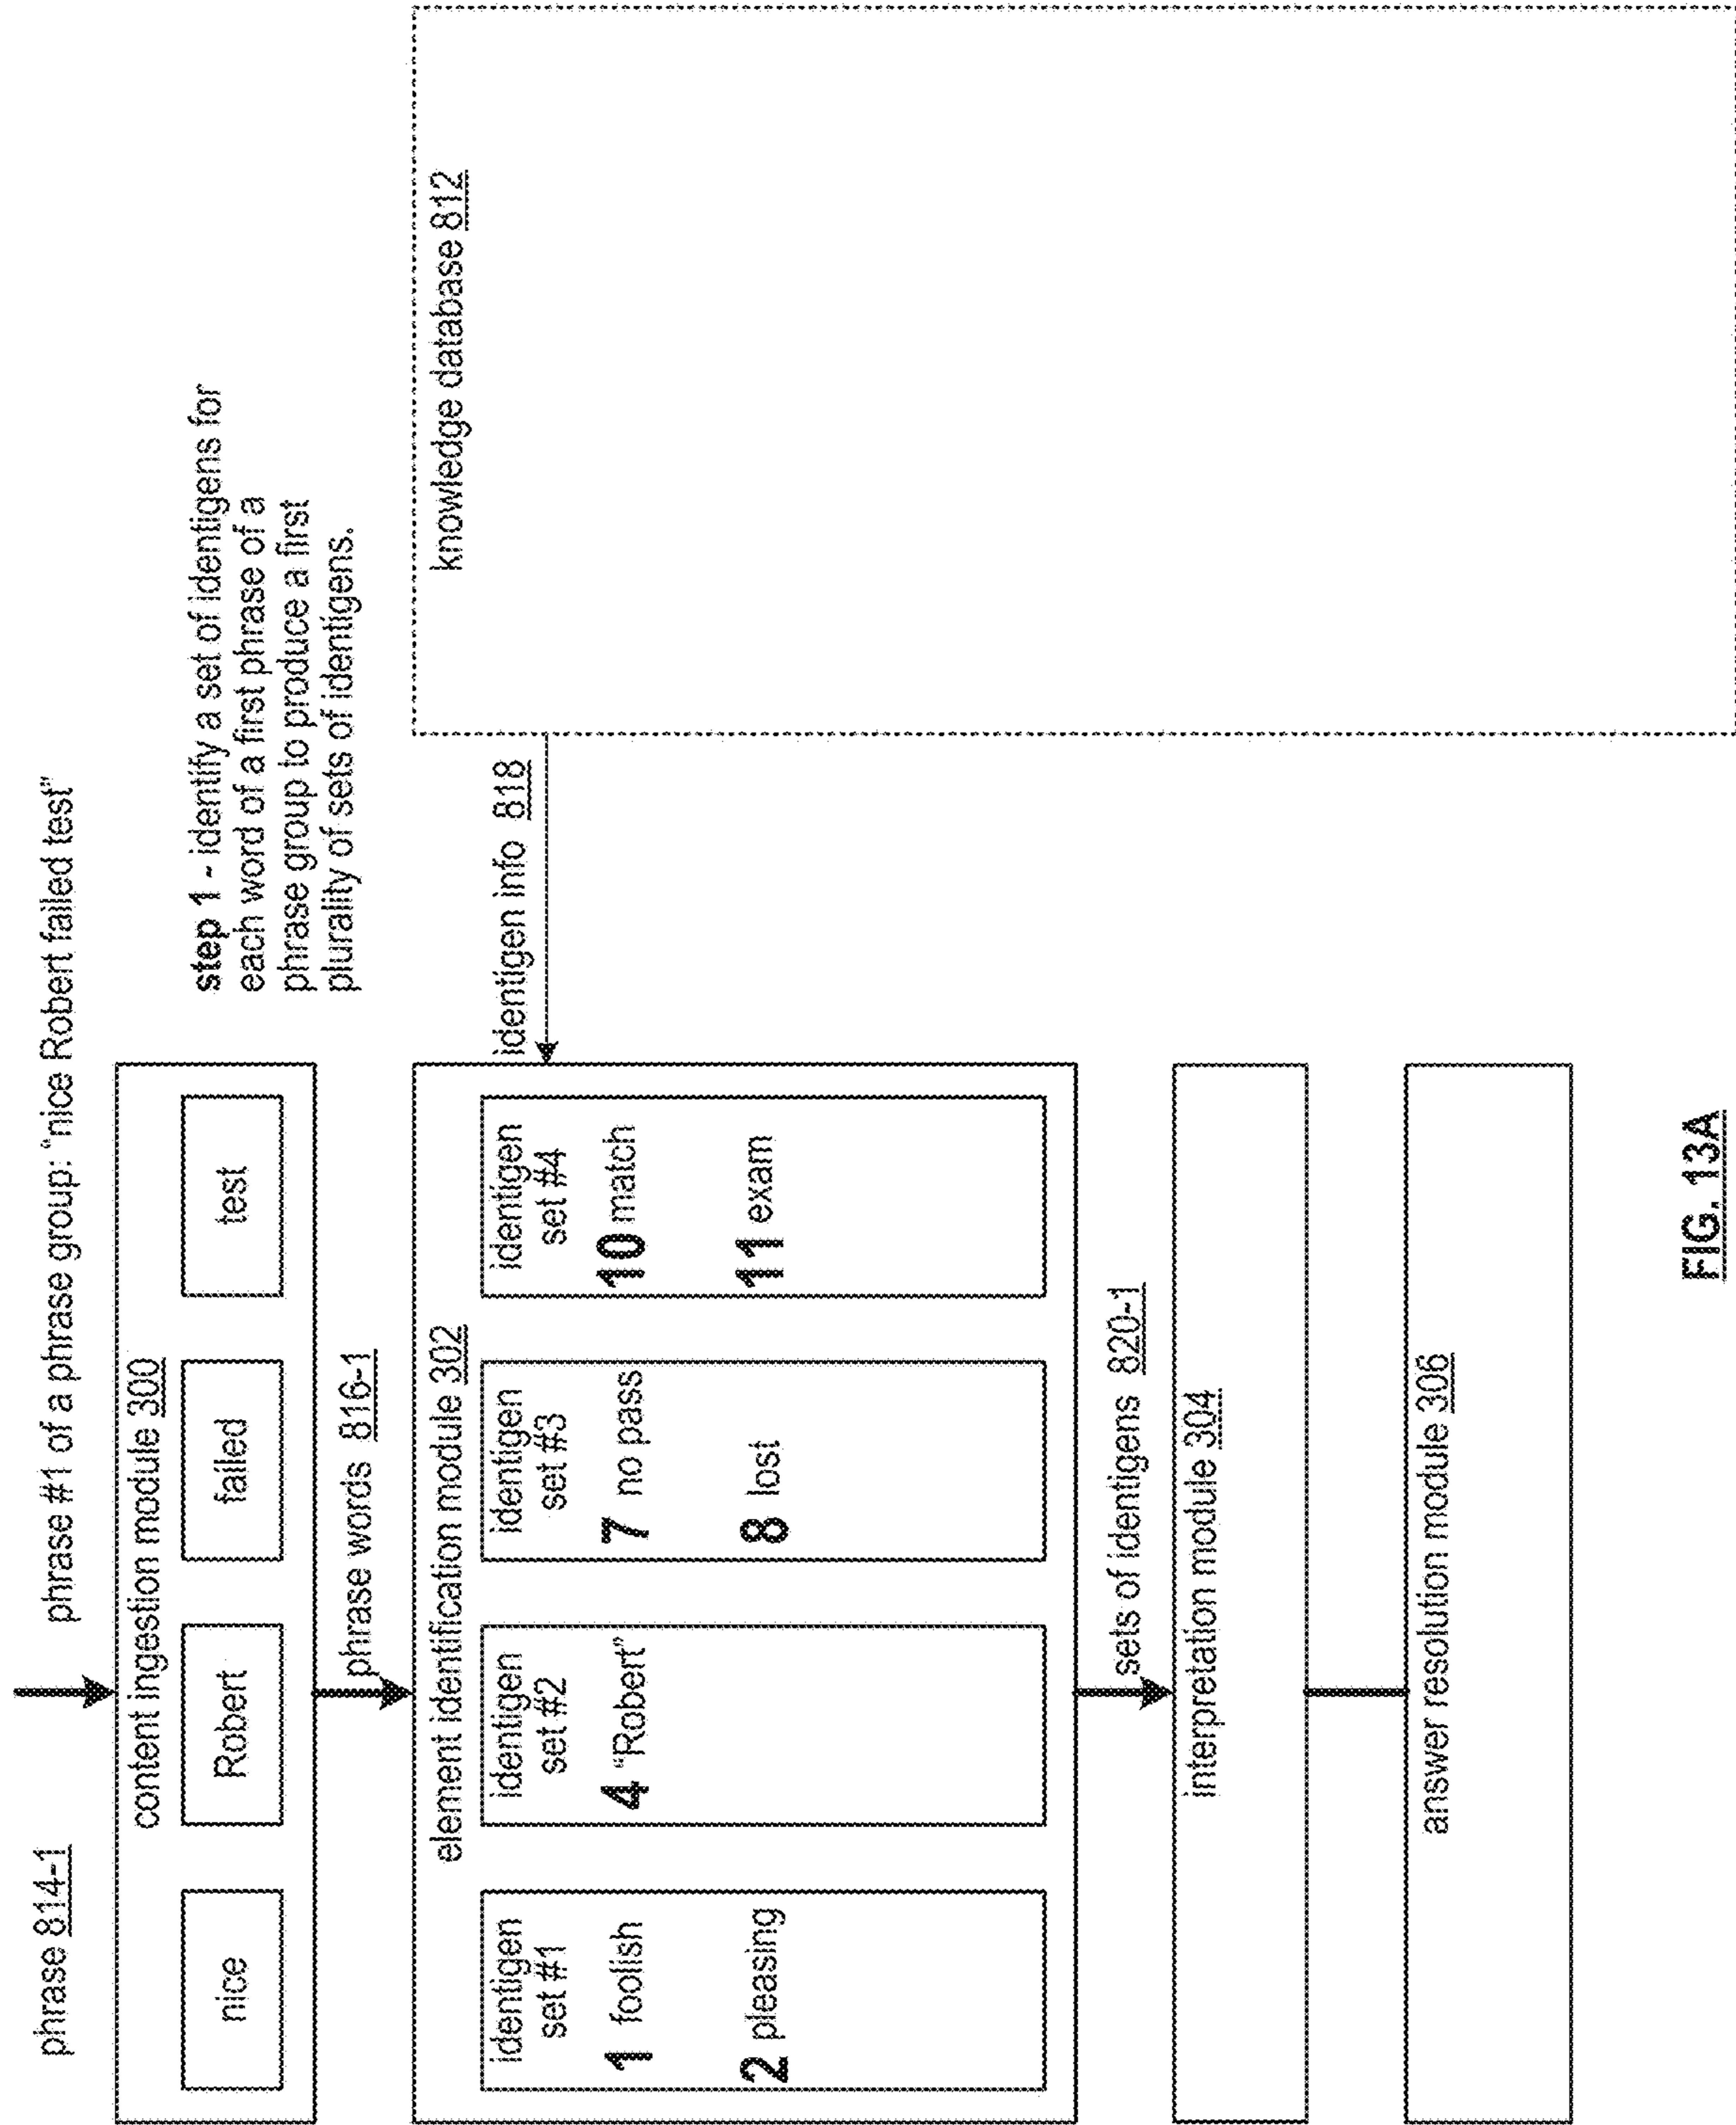 phrase 814-1
phrase #1 of a phrase group: “nice Robert failed test”
content ingestion module 300
nice
Robert
failed
test
step 1 - identify a set of identigens for
each word of a first phrase of a
phrase group to produce a first
plurality of sets of identigens.
phrase words 816-1
element identification module 302
identigen
set #1
1 foolish
2 pleasing
identigen
set #2
4 “Robert”
identigen
set #3
7 no pass
8 lost
identigen
set #4
10 match
11 exam
identigen info 818
knowledge database 812
sets of identigens 820-1
interpretation module 304
answer resolution module 306
FIG. 13A